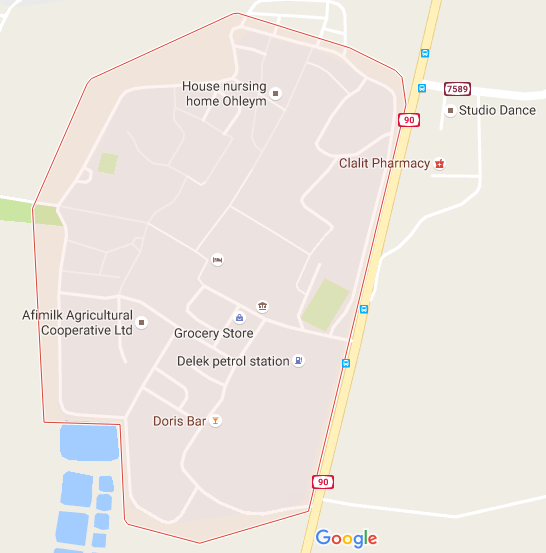 House nursing
home Ohleym
7589
Studio Dance
90
Clalit Pharmacy
Afimilk Agricultural
Cooperative Ltd
Grocery Store
Delek petrol station
Doris Bar
90
Google